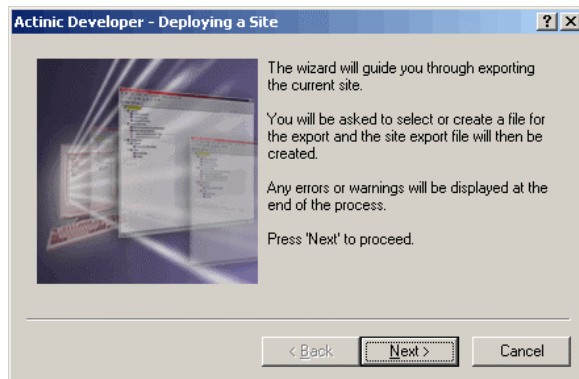 Actinic Developer - Deploying a Site
The wizard will guide you through exporting
the current site.
You will be asked to select or create a file for
the export and the site export file will then be
created.
Any errors or warnings will be displayed at the
end of the process.
Press 'Next' to proceed.
< Back
Next >
Cancel